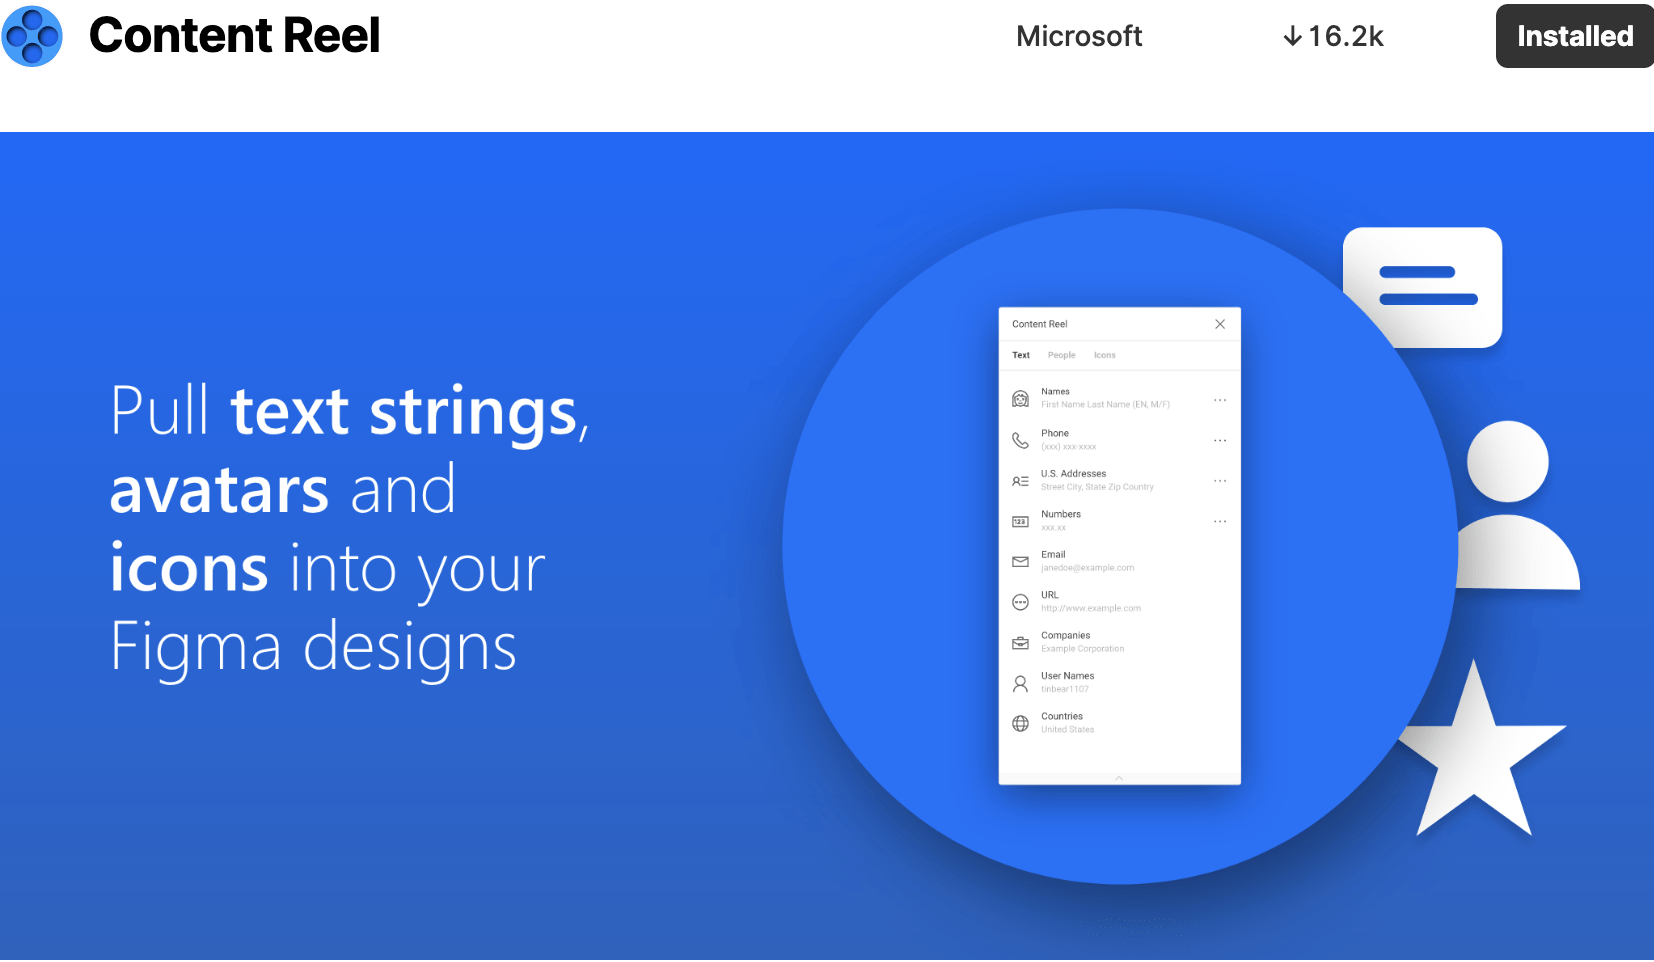 Content Reel
Microsoft
↓16.2k
Installed
Pull text strings,
avatars and
icons into your
Figma designs
Content Reel
Text People Icons
Names
First Name Last Name (EN, M/F)
Phone
(xxx) xxx-xxxx
U.S. Addresses
Street City, State Zip Country
123
Numbers
xxx.xx
Email
janedoe@example.com
URL
http://www.example.com
Companies
Example Corporation
User Names
tinbear1107
Countries
United States